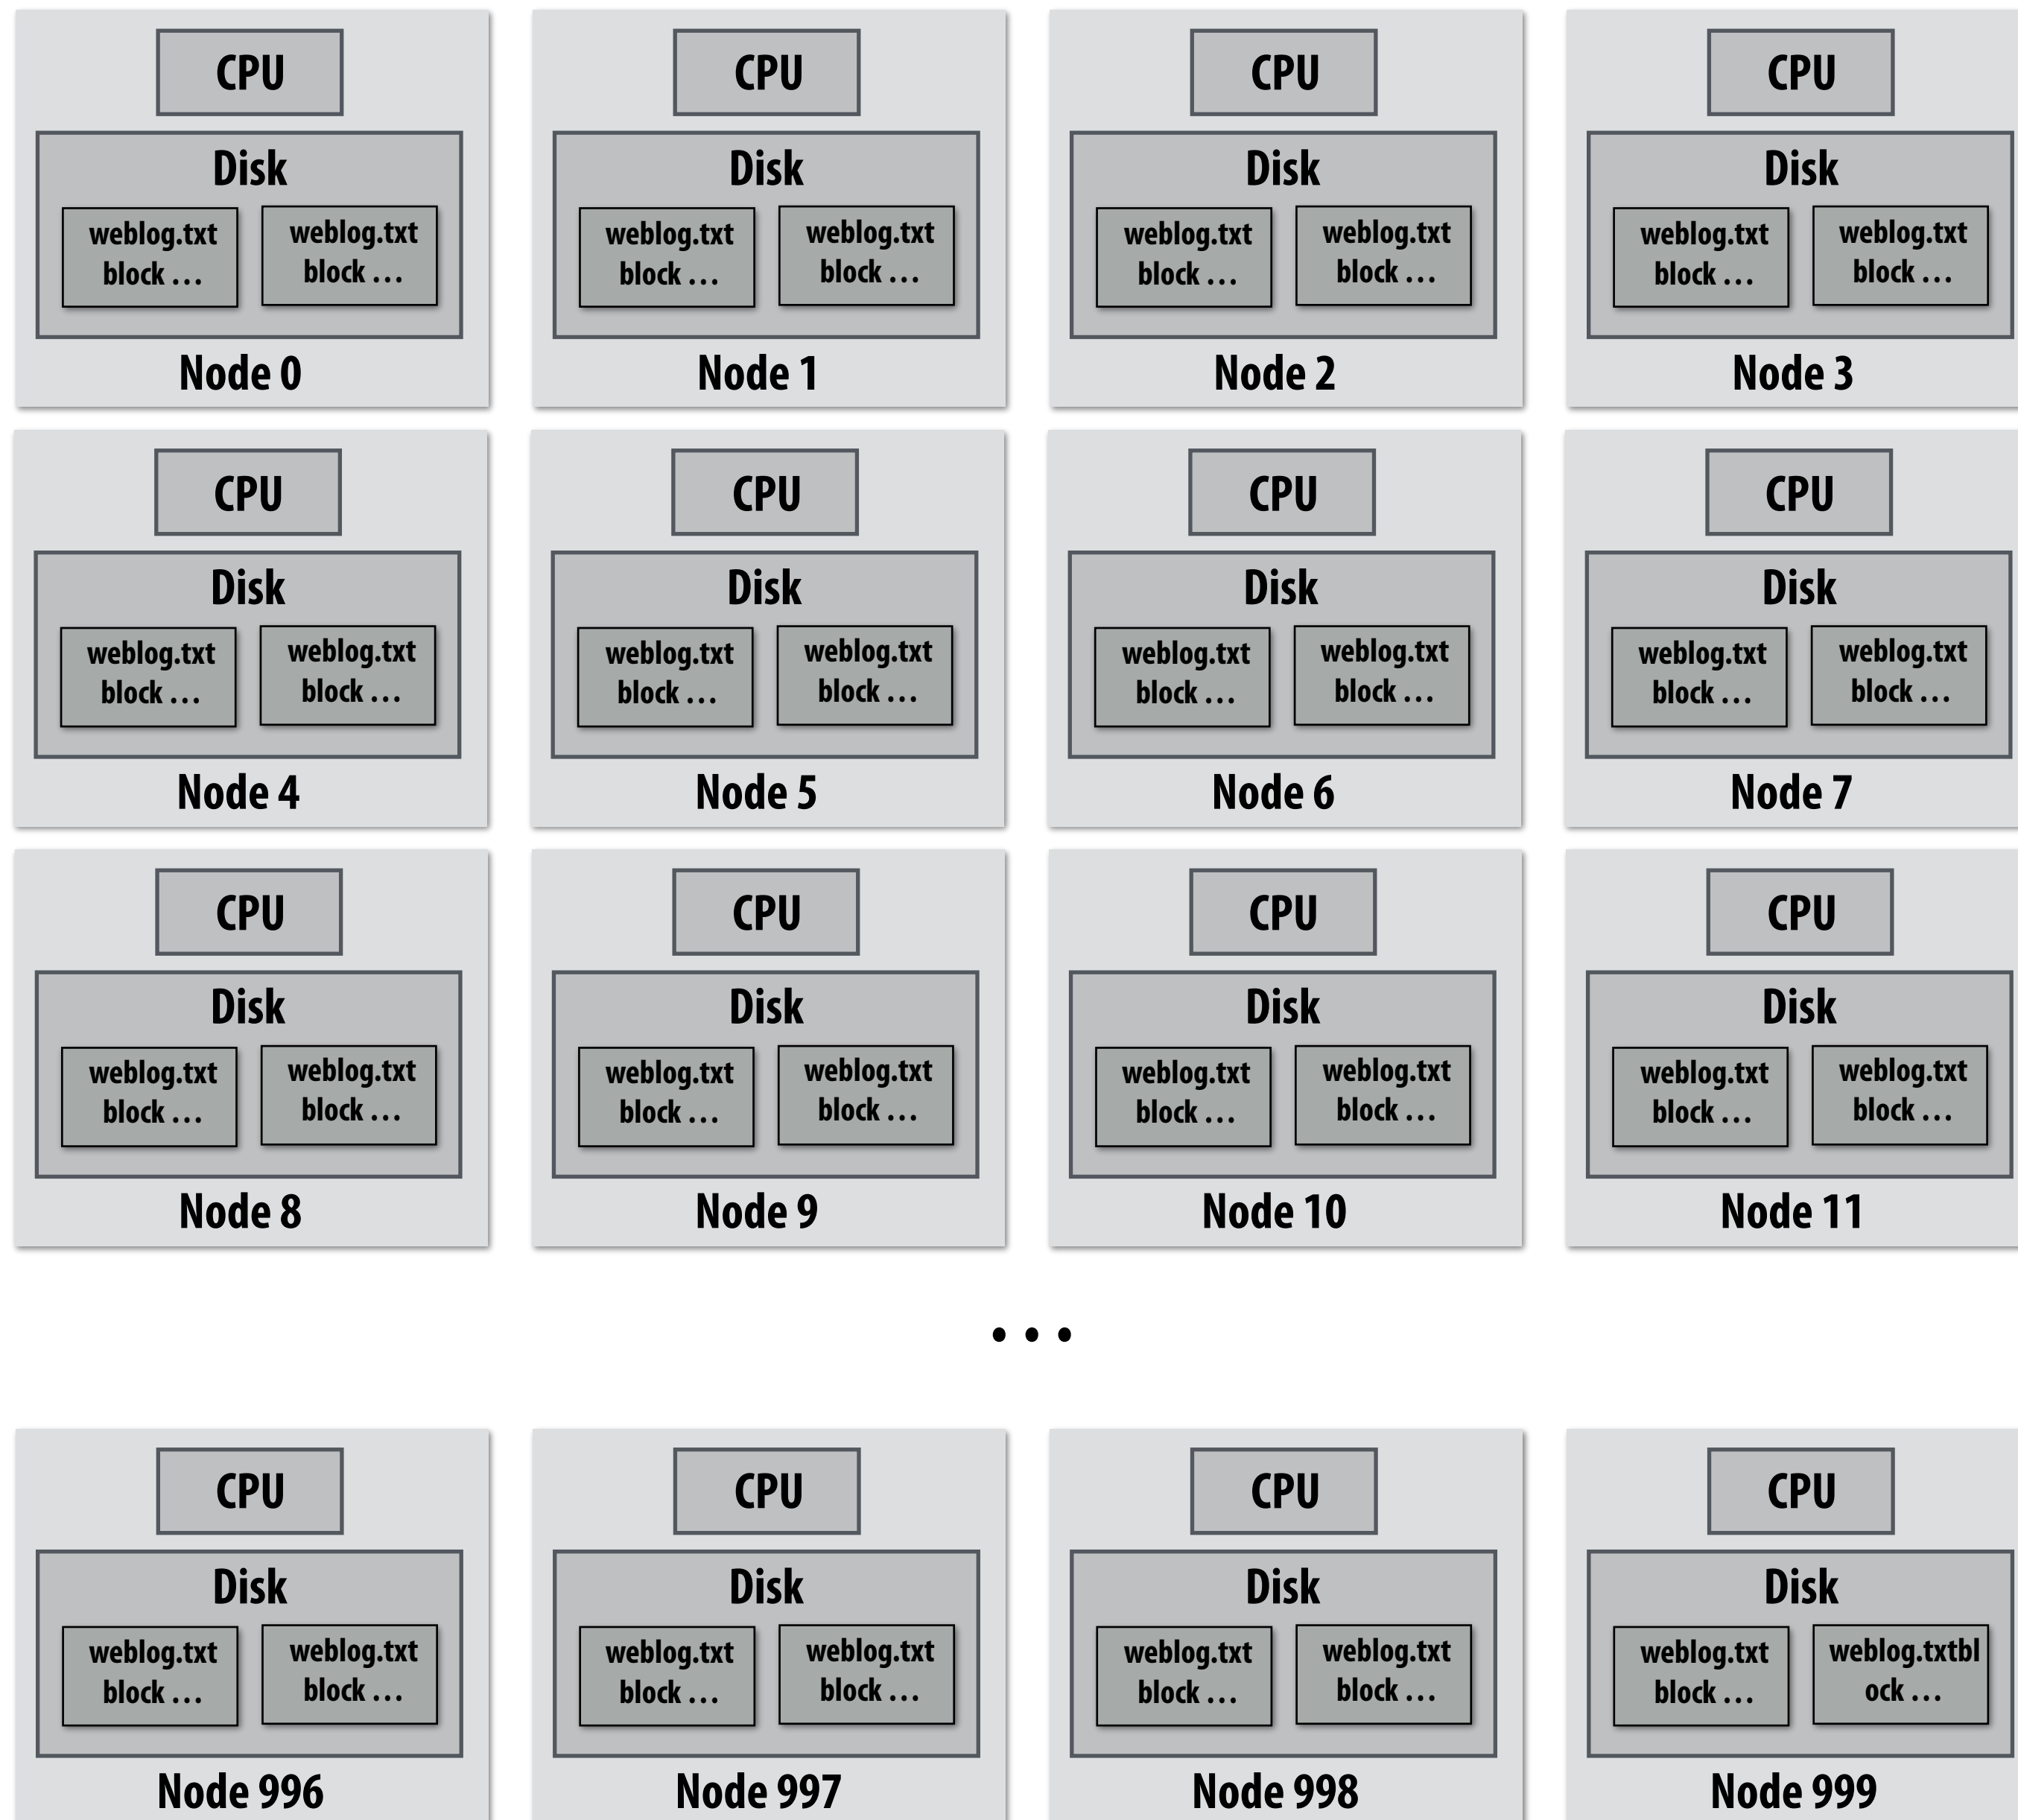 CPU
CPU
CPU
CPU
Disk
Disk
Disk
Disk
weblog.txt
block ...
weblog.txt
block ...
weblog.txt
block ...
weblog.txt
block ...
weblog.txt
block ...
weblog.txt
block ...
weblog.txt
block ...
weblog.txt
block ...
Node 0
Node 1
Node 2
Node 3
CPU
CPU
CPU
CPU
Disk
Disk
Disk
Disk
weblog.txt
block ...
weblog.txt
block ...
weblog.txt
block ...
weblog.txt
block ...
weblog.txt
block ...
weblog.txt
block ...
weblog.txt
block ...
weblog.txt
block ...
Node 4
Node 5
Node 6
Node 7
CPU
CPU
CPU
CPU
Disk
Disk
Disk
Disk
weblog.txt
block ...
weblog.txt
block ...
weblog.txt
block ...
weblog.txt
block ...
weblog.txt
block ...
weblog.txt
block ...
weblog.txt
block ...
weblog.txt
block ...
Node 8
Node 9
Node 10
Node 11
...
CPU
CPU
CPU
CPU
Disk
Disk
Disk
Disk
weblog.txt
block ...
weblog.txt
block ...
weblog.txt
block ...
weblog.txt
block ...
weblog.txt
block ...
weblog.txt
block ...
weblog.txt
block ...
weblog.txtbl
ock ...
Node 996
Node 997
Node 998
Node 999